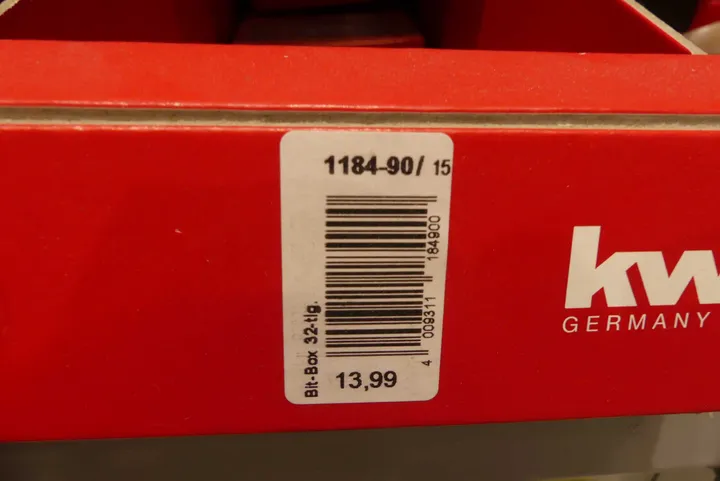 1184-90/ 15
Bit-Box 32-tlg.
4 009311 184900
13,99
kw
GERMANY